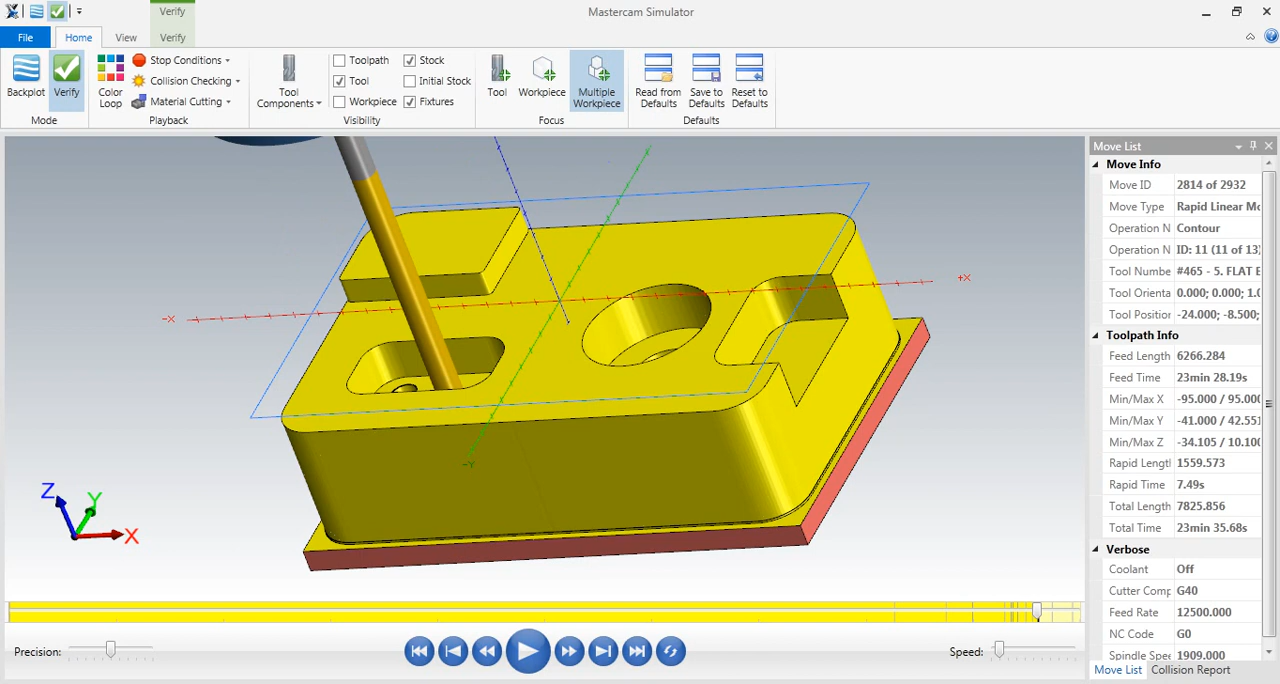 Verify
Mastercam Simulator
File
Home
View
Verify
Backplot
Verify
Mode
Color Loop
Stop Conditions
Collision Checking
Material Cutting
Playback
Tool Components
Toolpath
Tool
Workpiece
Stock
Initial Stock
Fixtures
Visibility
Tool
Workpiece
Multiple Workpiece
Focus
Read from Defaults
Save to Defaults
Reset to Defaults
Defaults
-X
+X
-Y
Z
Y
X
Move List
Move Info
Move ID 2814 of 2932
Move Type Rapid Linear Mo
Operation N Contour
Operation N ID: 11 (11 of 13)
Tool Numbe #465 - 5. FLAT E
Tool Orienta 0.000; 0.000; 1.0
Tool Position -24.000; -8.500;
Toolpath Info
Feed Length 6266.284
Feed Time 23min 28.19s
Min/Max X -95.000 / 95.000
Min/Max Y -41.000 / 42.551
Min/Max Z -34.105 / 10.100
Rapid Lengt 1559.573
Rapid Time 7.49s
Total Length 7825.856
Total Time 23min 35.68s
Verbose
Coolant Off
Cutter Comp G40
Feed Rate 12500.000
NC Code G0
Spindle Spee 1909.000
Move List
Collision Report
Precision:
Speed: